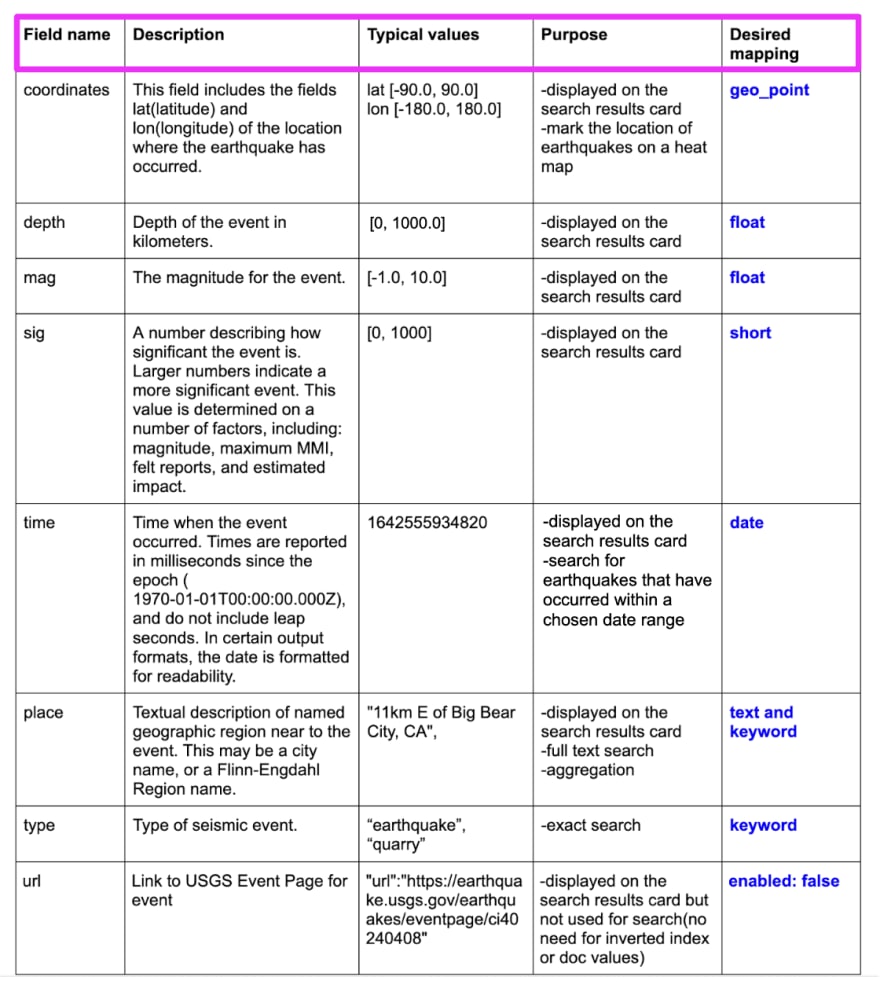 Field name
Description
Typical values
Purpose
Desired
mapping
coordinates
This field includes the fields
lat(latitude) and
lon(longitude) of the location
where the earthquake has
occurred.
lat [-90.0, 90.0]
lon [-180.0, 180.0]
-displayed on the
search results card
-mark the location of
earthquakes on a heat
map
geo_point
depth
Depth of the event in
kilometers.
[0, 1000.0]
-displayed on the
search results card
float
mag
The magnitude for the event.
[-1.0, 10.0]
-displayed on the
search results card
float
sig
A number describing how
significant the event is.
Larger numbers indicate a
more significant event. This
value is determined on a
number of factors, including:
magnitude, maximum MMI,
felt reports, and estimated
impact.
[0, 1000]
-displayed on the
search results card
short
time
Time when the event
occurred. Times are reported
in milliseconds since the
epoch (
1970-01-01T00:00:00.000Z),
and do not include leap
seconds. In certain output
formats, the date is formatted
for readability.
1642555934820
-displayed on the
search results card
-search for
earthquakes that have
occurred within a
chosen date range
date
place
Textual description of named
geographic region near to the
event. This may be a city
name, or a Flinn-Engdahl
Region name.
"11km E of Big Bear
City, CA",
-displayed on the
search results card
-full text search
-aggregation
text and
keyword
type
Type of seismic event.
“earthquake”,
“quarry”
-exact search
keyword
url
Link to USGS Event Page for
event
"url":"https://earthqua
ke.usgs.gov/earthqu
akes/eventpage/ci40
240408"
-displayed on the
search results card but
not used for search(no
need for inverted index
or doc values)
enabled: false